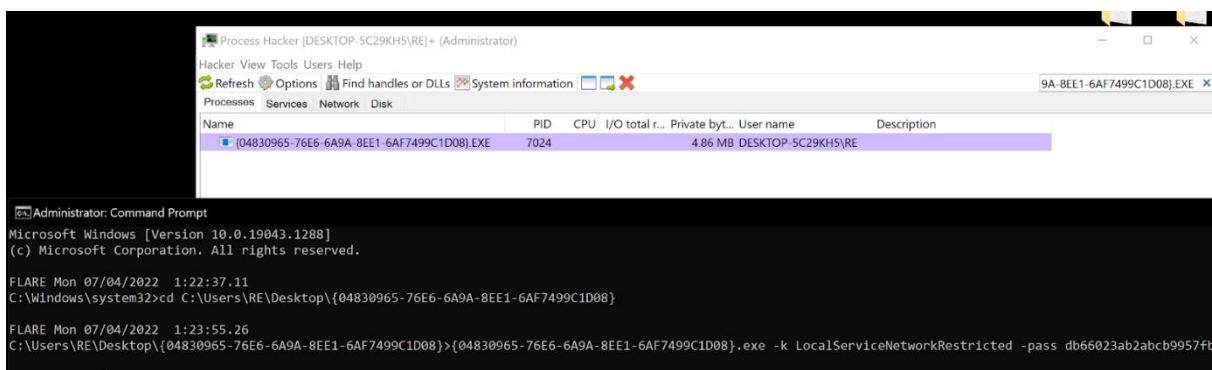 Process Hacker [DESKTOP-5C29KH5\RE]+ (Administrator)
Hacker View Tools Users Help
Refresh Options Find handles or DLLs System information 9A-8EE1-6AF7499C1D08}.EXE
Processes Services Network Disk
Name PID CPU I/O total r... Private byt... User name Description
{04830965-76E6-6A9A-8EE1-6AF7499C1D08}.EXE 7024 4.86 MB DESKTOP-5C29KH5\RE
Administrator: Command Prompt
Microsoft Windows [Version 10.0.19043.1288]
(c) Microsoft Corporation. All rights reserved.
FLARE Mon 07/04/2022 1:22:37.11
C:\Windows\system32>cd C:\Users\RE\Desktop\{04830965-76E6-6A9A-8EE1-6AF7499C1D08}
FLARE Mon 07/04/2022 1:23:55.26
C:\Users\RE\Desktop\{04830965-76E6-6A9A-8EE1-6AF7499C1D08}>{04830965-76E6-6A9A-8EE1-6AF7499C1D08}.exe -k LocalServiceNetworkRestricted -pass db66023ab2abcb9957fb